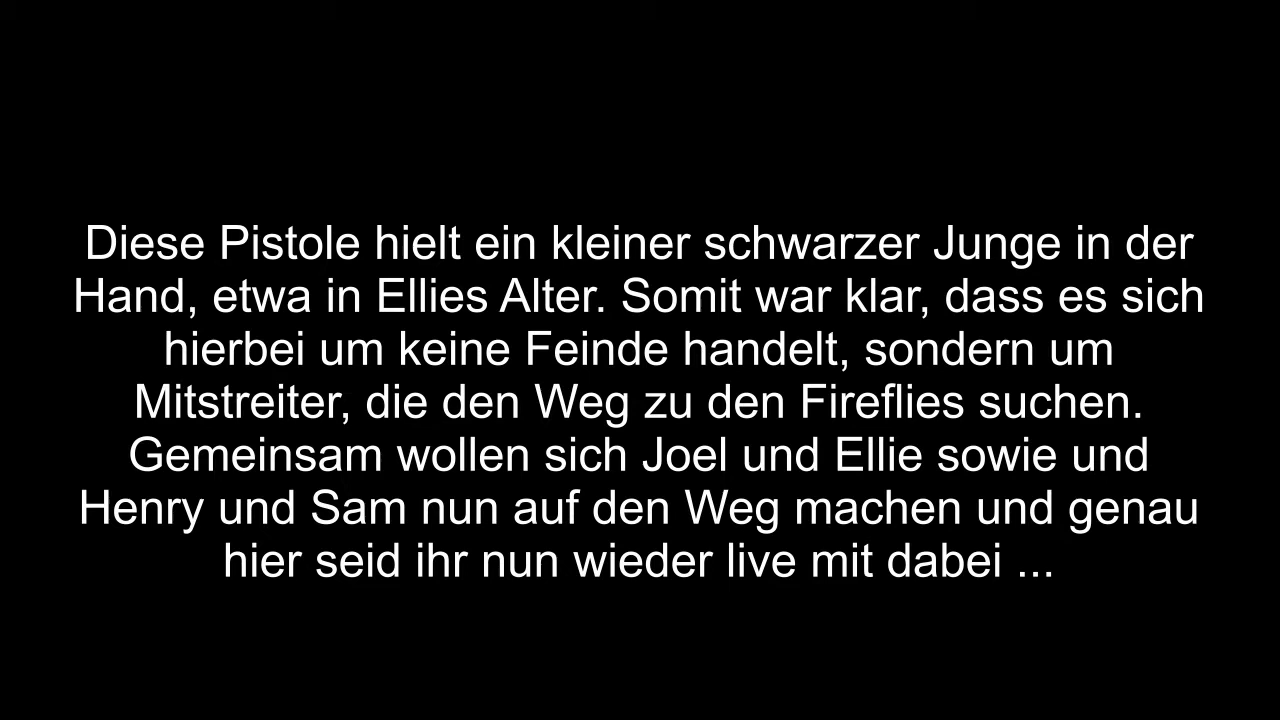 Diese Pistole hielt ein kleiner schwarzer Junge in der
Hand, etwa in Ellies Alter. Somit war klar, dass es sich
hierbei um keine Feinde handelt, sondern um
Mitstreiter, die den Weg zu den Fireflies suchen.
Gemeinsam wollen sich Joel und Ellie sowie und
Henry und Sam nun auf den Weg machen und genau
hier seid ihr nun wieder live mit dabei ...